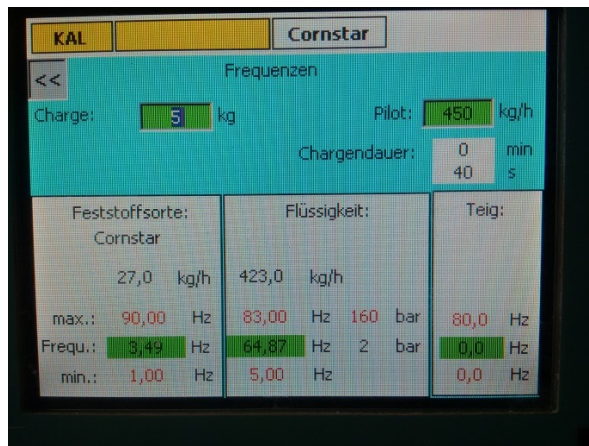 KAL Cornstar
<< Frequenzen
Charge: 5 kg Pilot: 450 kg/h
Chargendauer: 0 min
40 s
Feststoffsorte: Flüssigkeit: Teig:
Cornstar
27,0 kg/h 423,0 kg/h
max.: 90,00 Hz 83,00 Hz 160 bar 80,0 Hz
Frequ.: 3,49 Hz 64,87 Hz 2 bar 0,0 Hz
min.: 1,00 Hz 5,00 Hz 0,0 Hz